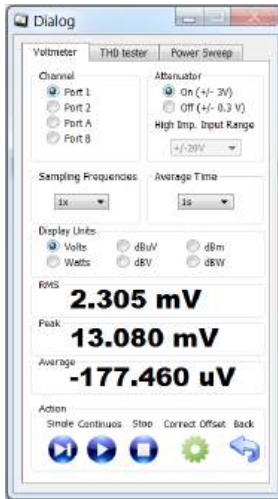 Dialog
Voltmeter THD tester Power Sweep
Channel
Port 1
Port 2
Port A
Port B
Attenuator
On (+/- 3V)
Off (+/- 0.3 V)
High Imp. Input Range
+/-20V
Sampling Frequencies
1x
Average Time
1s
Display Units
Volts dBuV dBm
Watts dBV dBW
RMS
2.305 mV
Peak
13.080 mV
Average
-177.460 uV
Action
Single Continuos Stop Correct Offset Back